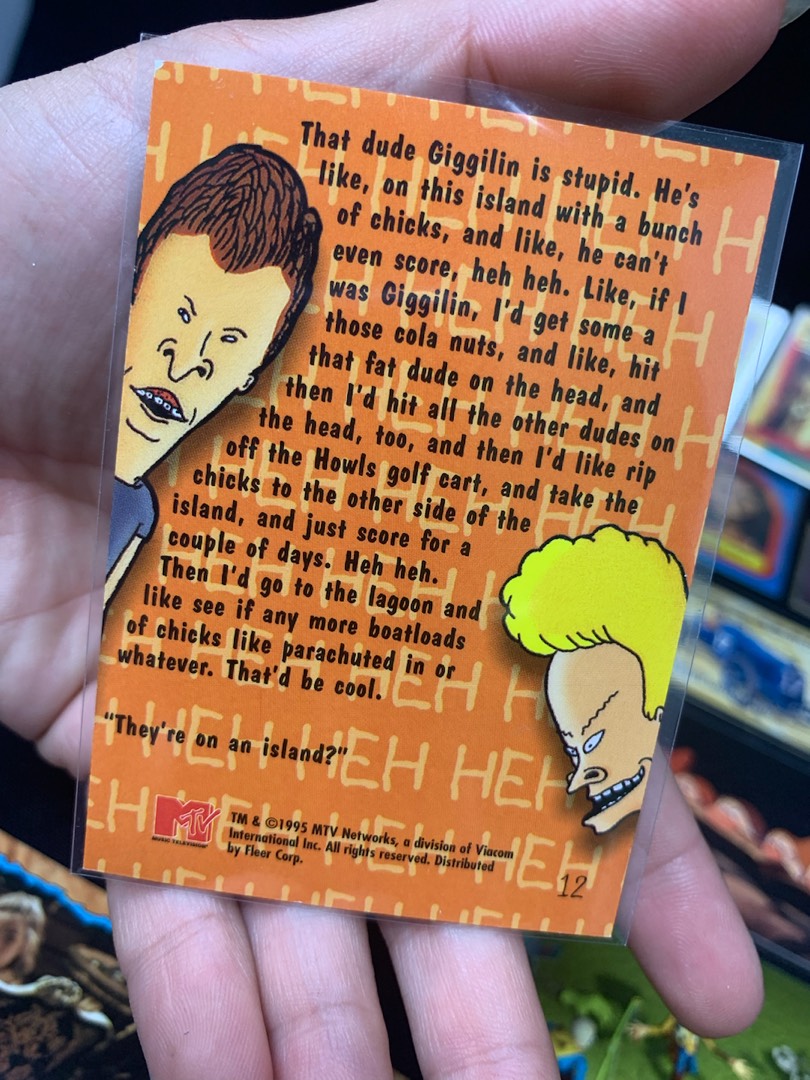 That dude Giggilin is stupid. He's
like, on this island with a bunch
of chicks, and like, he can't
even score, heh heh. Like, if I
was Giggilin, I'd get some a
those cola nuts, and like, hit
that fat dude on the head, and
then I'd hit all the other dudes on
the head, too, and then I'd like rip
off the Howls golf cart, and take the
chicks to the other side of the
island, and just score for a
couple of days. Heh heh.
Then I'd go to the lagoon and
like see if any more boatloads
of chicks like parachuted in or
whatever. That'd be cool.
"They're on an island?"
MTV
MUSIC TELEVISION
TM & ©1995 MTV Networks, a division of Viacom
International Inc. All rights reserved. Distributed
by Fleer Corp.
12